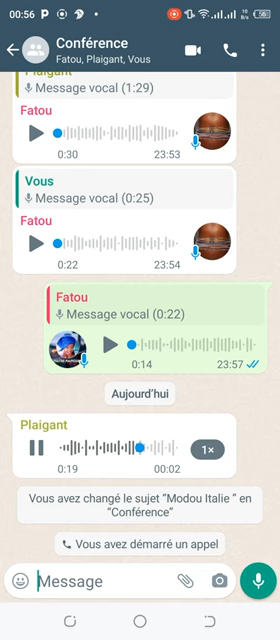 00:56
Conférence
Fatou, Plaigant, Vous
Plaigant
Message vocal (1:29)
Fatou
0:30 23:53
Vous
Message vocal (0:25)
Fatou
0:22 23:54
Fatou
Message vocal (0:22)
0:14 23:57
Aujourd'hui
Plaigant
1×
0:19 00:02
Vous avez changé le sujet “Modou Italie ” en
“Conférence”
Vous avez démarré un appel
Message